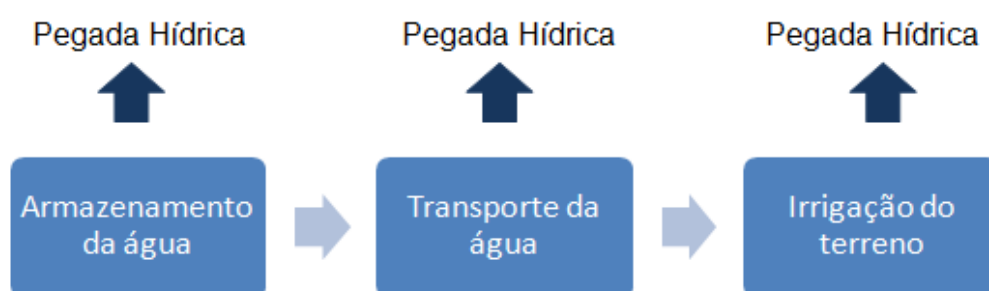 Pegada Hídrica
Pegada Hídrica
Pegada Hídrica
Armazenamento
da água
Transporte da
água
Irrigação do
terreno